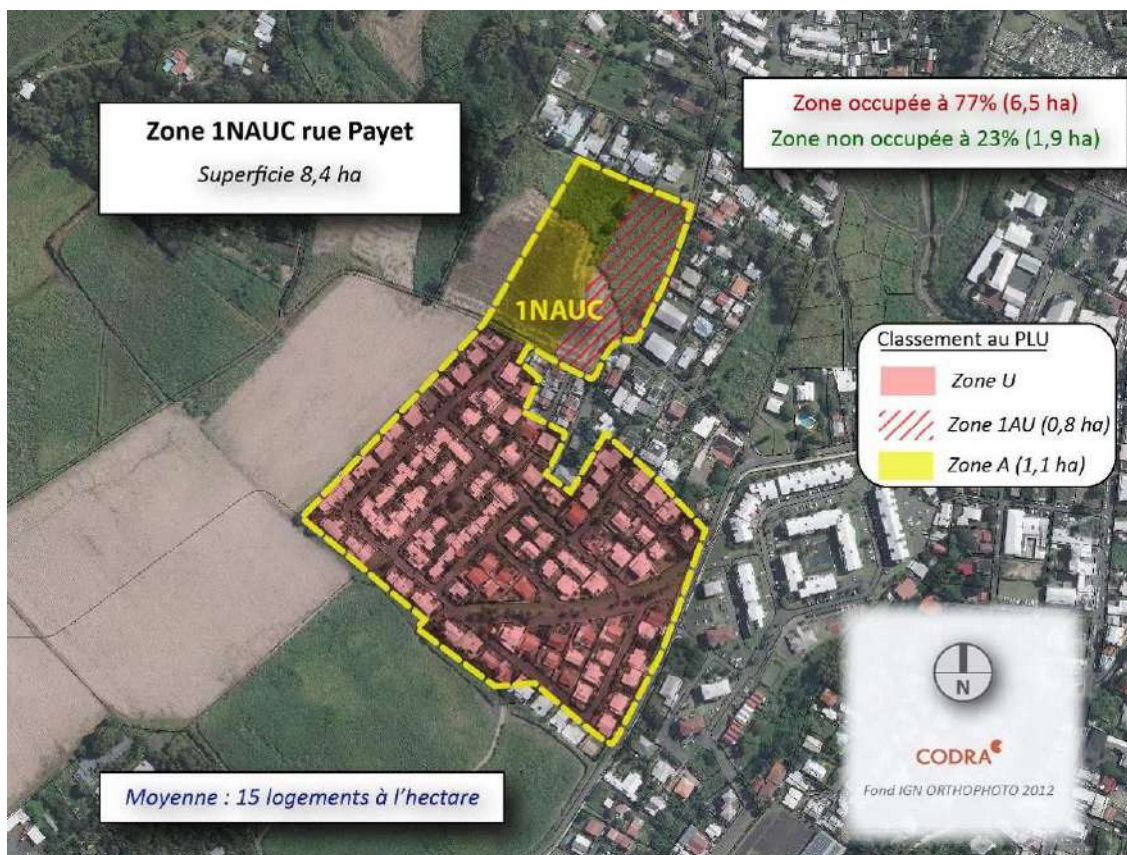 Zone 1NAUC rue Payet
Superficie 8,4 ha
Zone occupée à 77% (6,5 ha)
Zone non occupée à 23% (1,9 ha)
1NAUC
Classement au PLU
Zone U
Zone 1AU (0,8 ha)
Zone A (1,1 ha)
N
CODRA
Fond IGN ORTHOPHOTO 2012
Moyenne : 15 logements à l'hectare